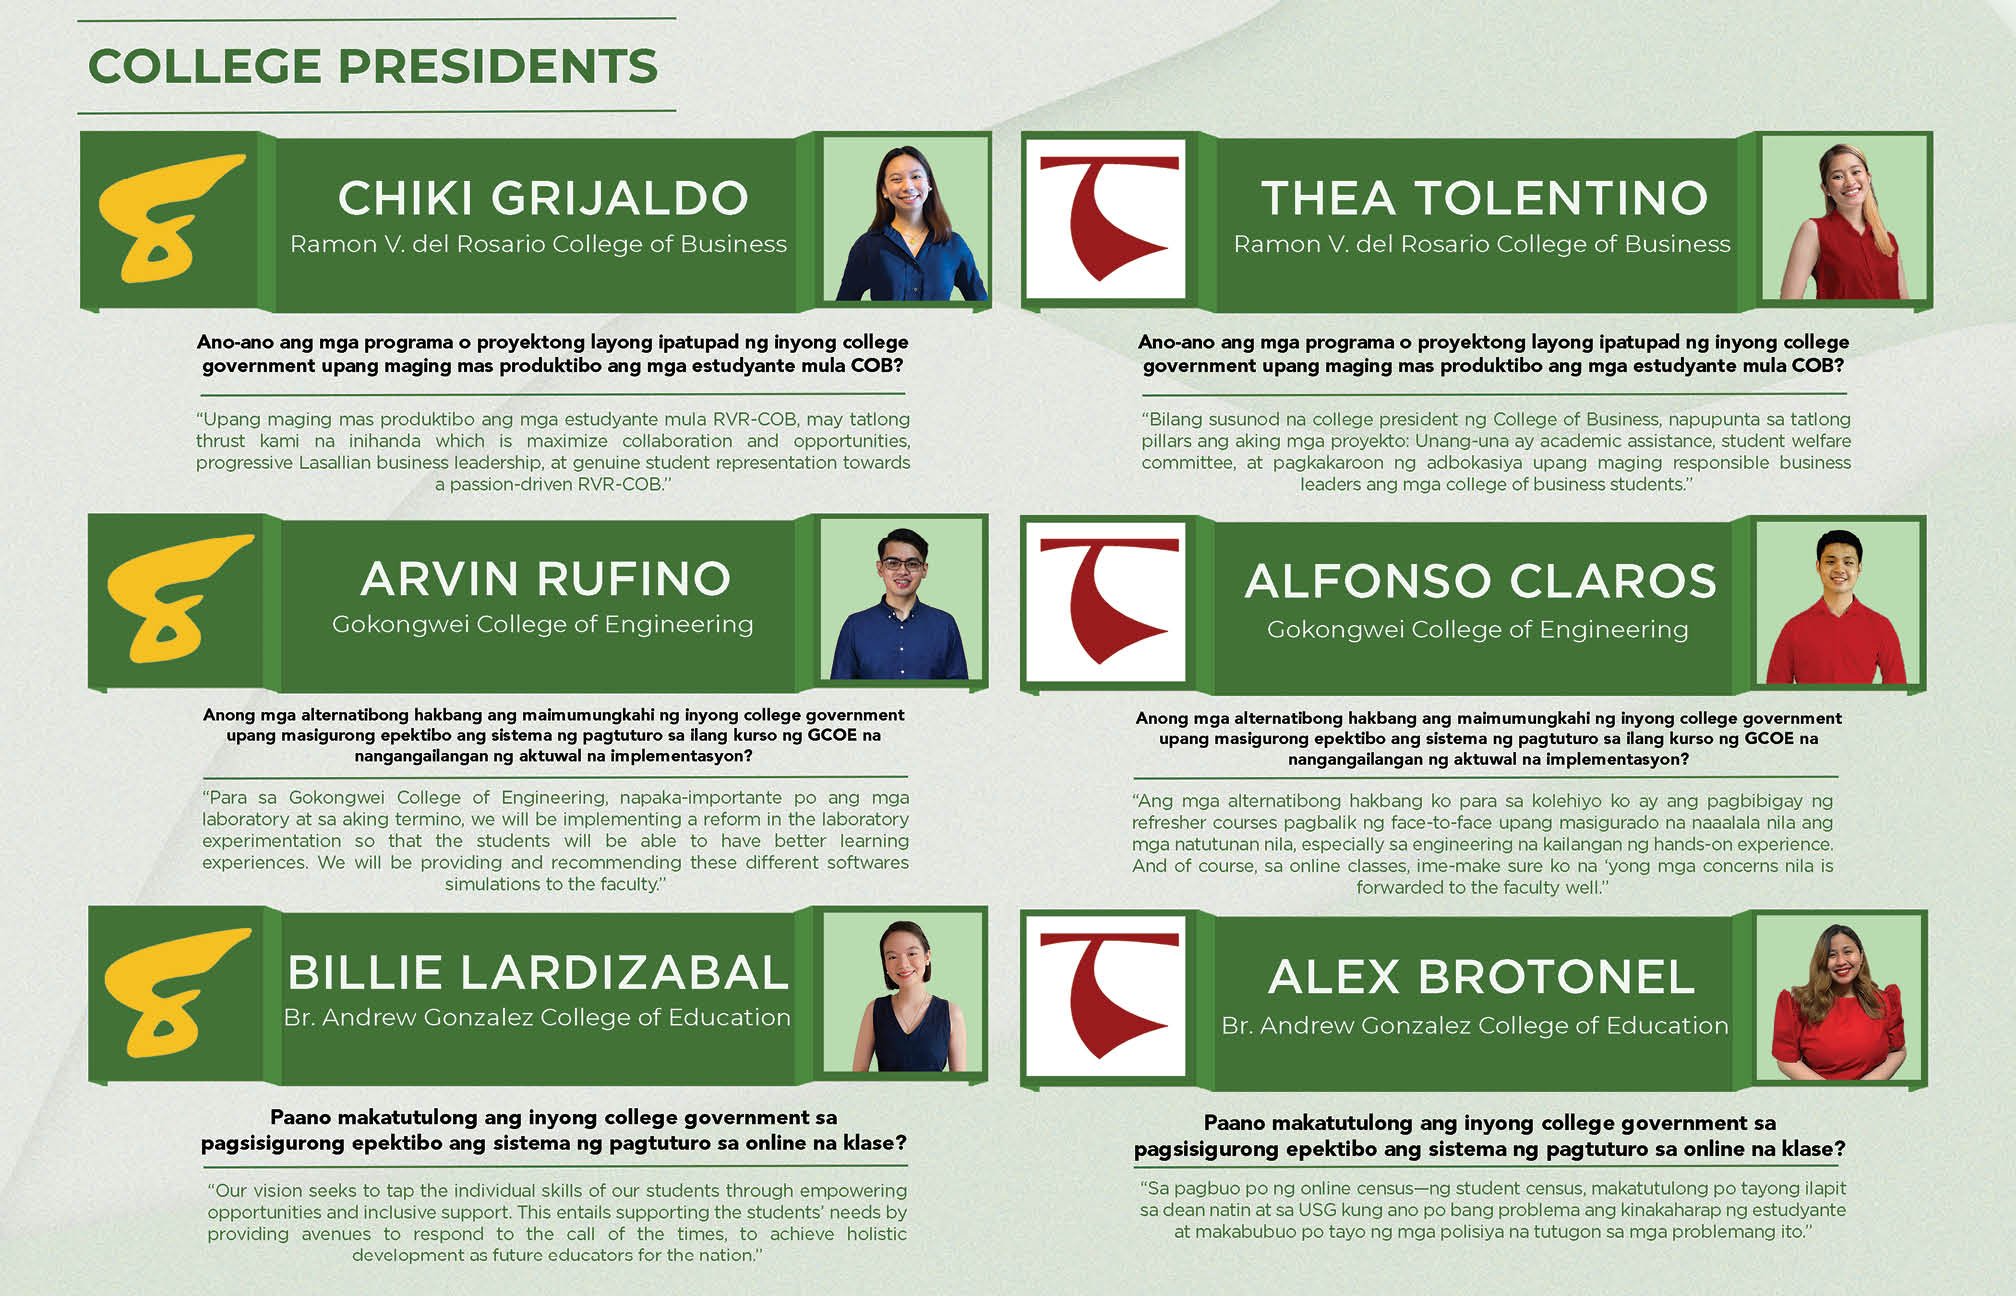 COLLEGE PRESIDENTS
CHIKI GRIJALDO
Ramon V. del Rosario College of Business
Ano-ano ang mga programa o proyektong layong ipatupad ng inyong college
government upang maging mas produktibo ang mga estudyante mula COB?
“Upang maging mas produktibo ang mga estudyante mula RVR-COB, may tatlong
thrust kami na inihanda which is maximize collaboration and opportunities,
progressive Lasallian business leadership, at genuine student representation towards
a passion-driven RVR-COB.”
THEA TOLENTINO
Ramon V. del Rosario College of Business
Ano-ano ang mga programa o proyektong layong ipatupad ng inyong college
government upang maging mas produktibo ang mga estudyante mula COB?
“Bilang susunod na college president ng College of Business, napupunta sa tatlong
pillars ang aking mga proyekto: Unang-una ay academic assistance, student welfare
committee, at pagkakaroon ng adbokasiya upang maging responsible business
leaders ang mga college of business students.”
ARVIN RUFINO
Gokongwei College of Engineering
Anong mga alternatibong hakbang ang maimumungkahi ng inyong college government
upang masigurong epektibo ang sistema ng pagtuturo sa ilang kurso ng GCOE na
nangangailangan ng aktuwal na implementasyon?
“Para sa Gokongwei College of Engineering, napaka-importante po ang mga
laboratory at sa aking termino, we will be implementing a reform in the laboratory
experimentation so that the students will be able to have better learning
experiences. We will be providing and recommending these different softwares
simulations to the faculty.”
ALFONSO CLAROS
Gokongwei College of Engineering
Anong mga alternatibong hakbang ang maimumungkahi ng inyong college government
upang masigurong epektibo ang sistema ng pagtuturo sa ilang kurso ng GCOE na
nangangailangan ng aktuwal na implementasyon?
“Ang mga alternatibong hakbang ko para sa kolehiyo ko ay ang pagbibigay ng
refresher courses pagbalik ng face-to-face upang masigurado na naaalala nila ang
mga natutunan nila, especially sa engineering na kailangan ng hands-on experience.
And of course, sa online classes, ime-make sure ko na ‘yong mga concerns nila is
forwarded to the faculty well.”
BILLIE LARDIZABAL
Br. Andrew Gonzalez College of Education
Paano makatutulong ang inyong college government sa
pagsisigurong epektibo ang sistema ng pagtuturo sa online na klase?
“Our vision seeks to tap the individual skills of our students through empowering
opportunities and inclusive support. This entails supporting the students’ needs by
providing avenues to respond to the call of the times, to achieve holistic
development as future educators for the nation.”
ALEX BROTONEL
Br. Andrew Gonzalez College of Education
Paano makatutulong ang inyong college government sa
pagsisigurong epektibo ang sistema ng pagtuturo sa online na klase?
“Sa pagbuo po ng online census—ng student census, makatutulong po tayong ilapit
sa dean natin at sa USG kung ano po bang problema ang kinakaharap ng estudyante
at makabubuo po tayo ng mga polisiya na tutugon sa mga problemang ito.”